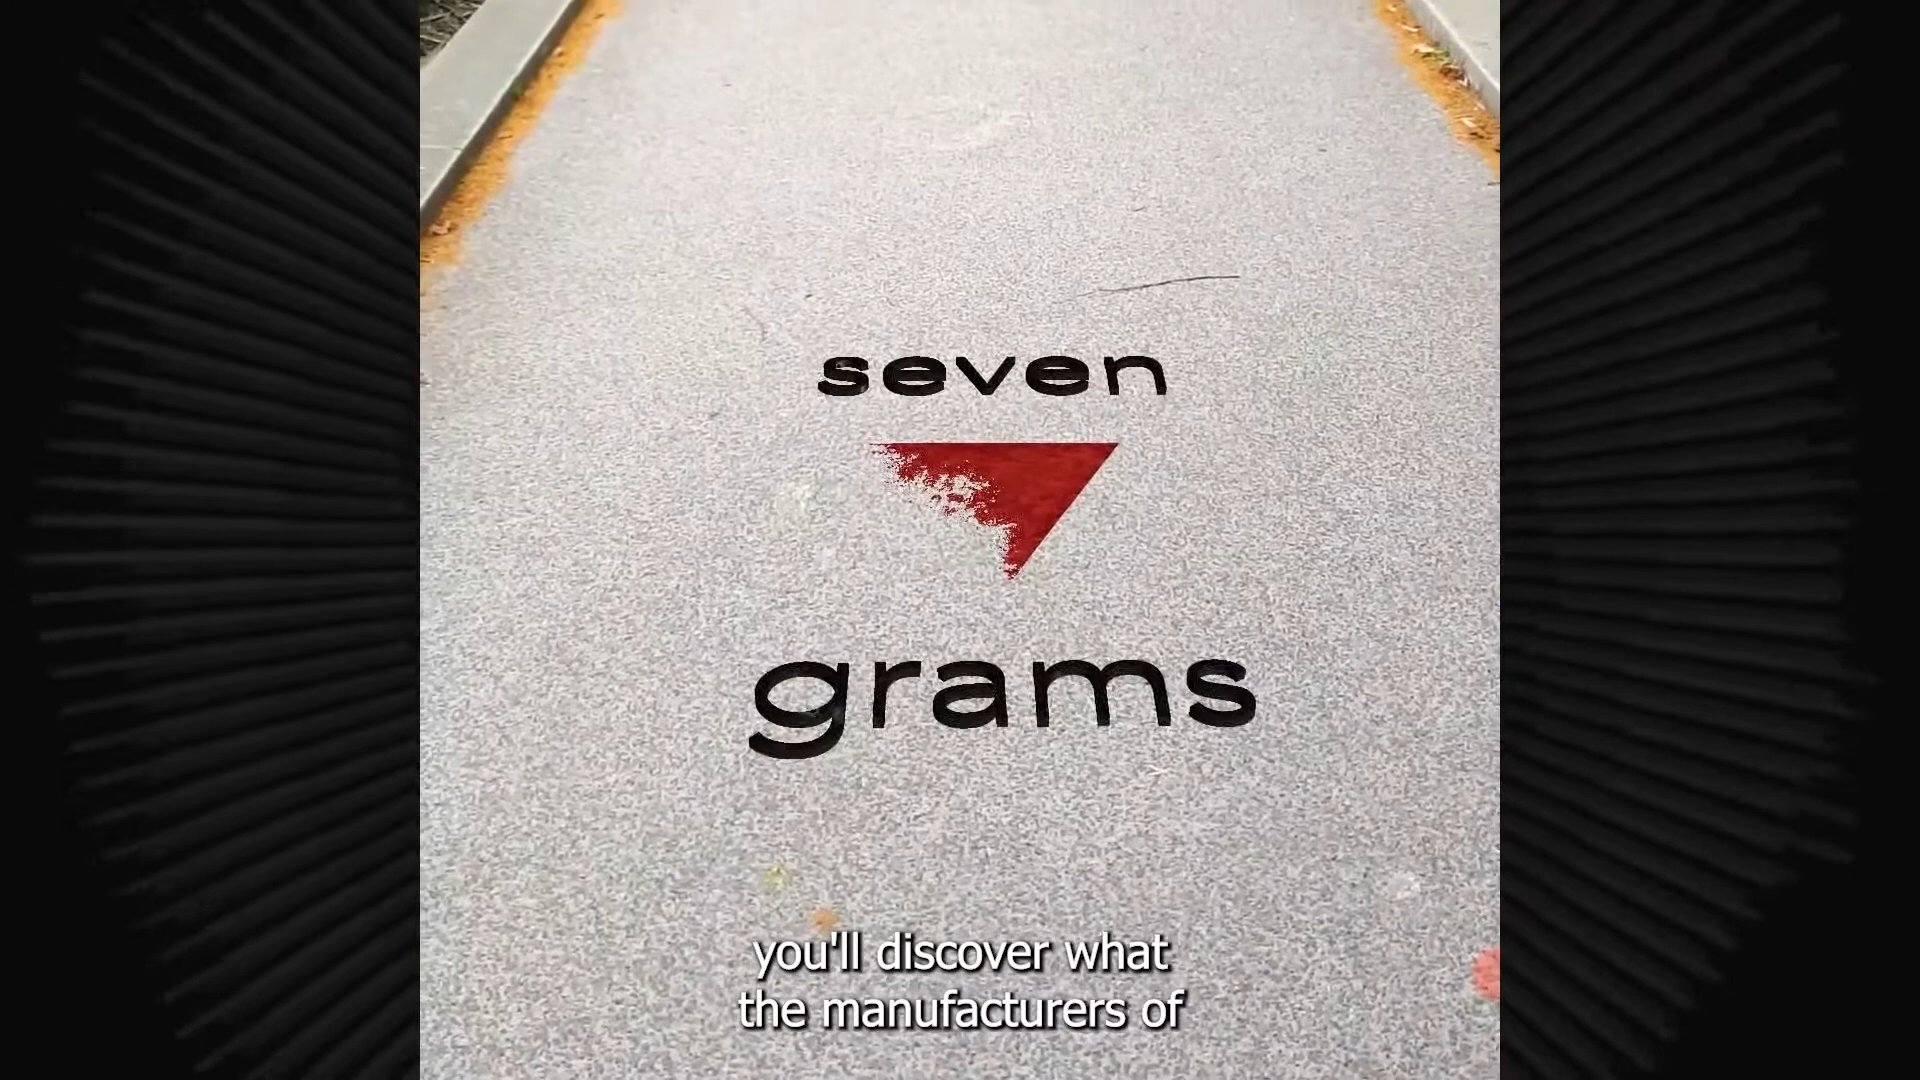 seven
grams
you'll discover what
the manufacturers of